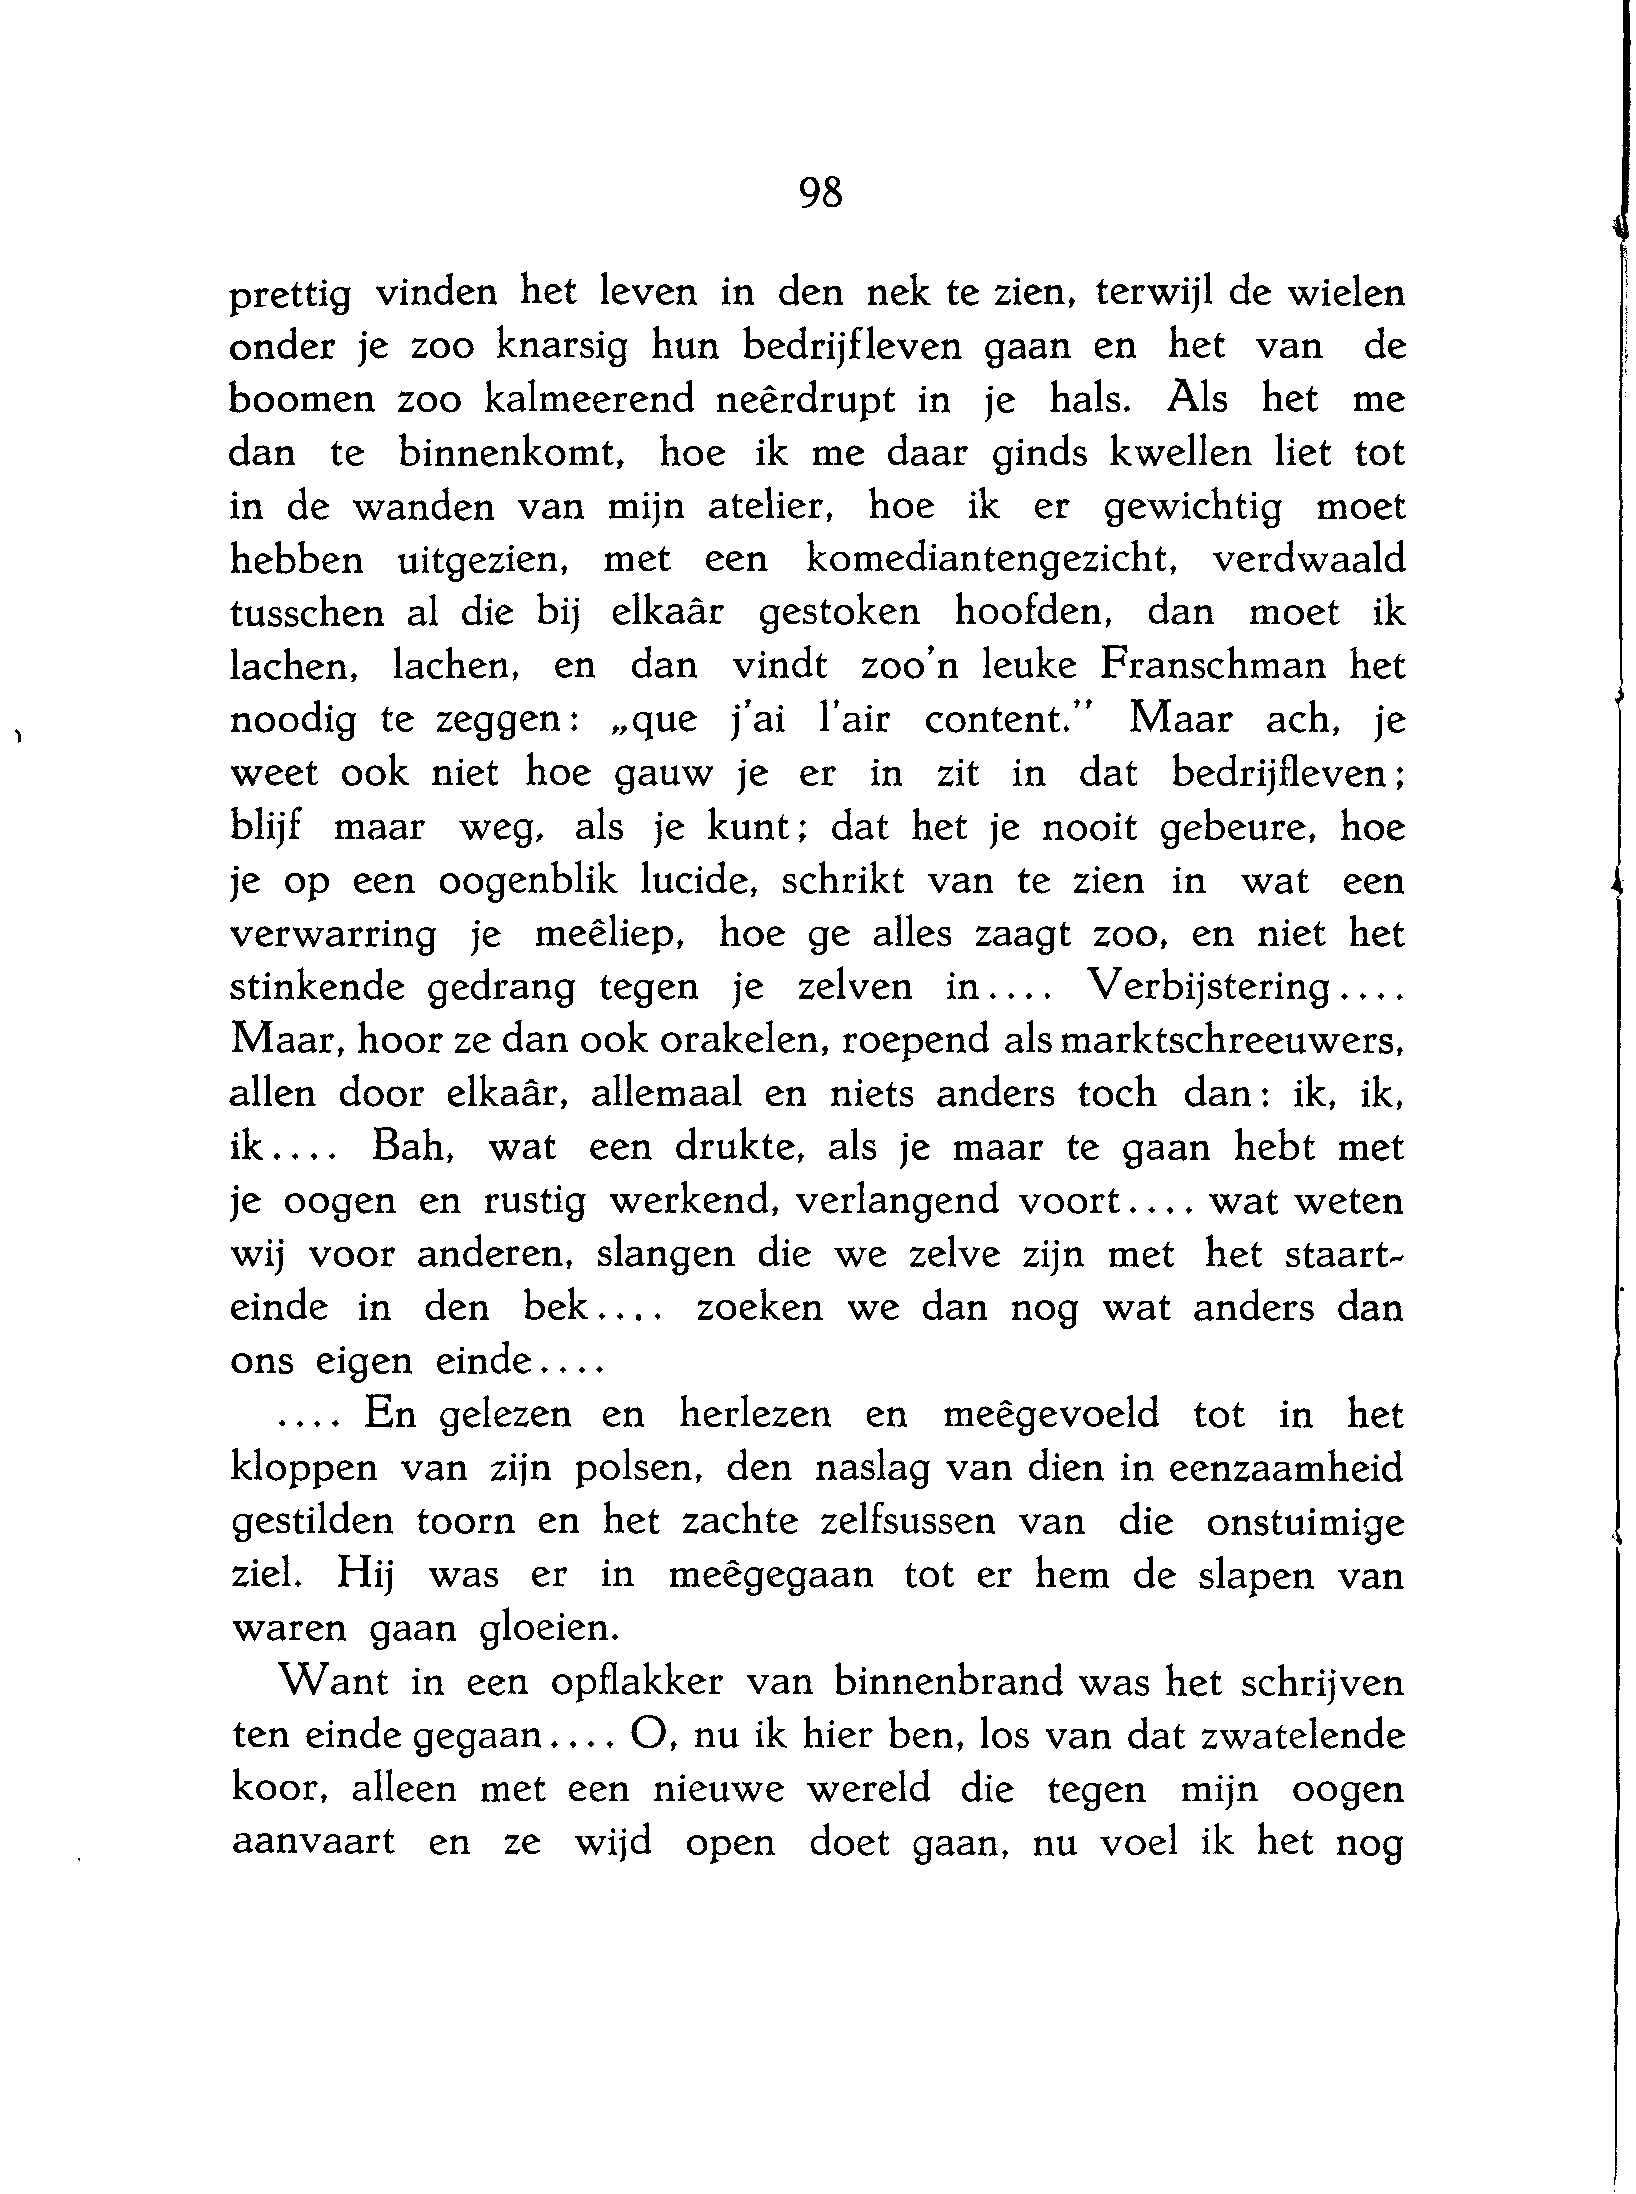 98
prettig vinden het leven in den nek te zien, terwijl de wielen
onder je zoo knarsig hun bedrijfleven gaan en het van de
boomen zoo kalmeerend neêrdrupt in je hals. Als het me
dan te binnenkomt, hoe ik me daar ginds kwellen liet tot
in de wanden van mijn atelier, hoe ik er gewichtig moet
hebben uitgezien, met een komediantengezicht, verdwaald
tusschen al die bij elkaâr gestoken hoofden, dan moet ik
lachen, lachen, en dan vindt zoo'n leuke Franschman het
noodig te zeggen: „que j'ai l'air content." Maar ach, je
weet ook niet hoe gauw je er in zit in dat bedrijfleven;
blijf maar weg, als je kunt; dat het je nooit gebeure, hoe
je op een oogenblik lucide, schrikt van te zien in wat een
verwarring je meêliep, hoe ge alles zaagt zoo, en niet het
stinkende gedrang tegen je zelven in.... Verbijstering....
Maar, hoor ze dan ook orakelen, roepend als marktschreeuwers,
allen door elkaâr, allemaal en niets anders toch dan: ik, ik,
ik.... Bah, wat een drukte, als je maar te gaan hebt met
je oogen en rustig werkend, verlangend voort.... wat weten
wij voor anderen, slangen die we zelve zijn met het staart-
einde in den bek.... zoeken we dan nog wat anders dan
ons eigen einde....
.... En gelezen en herlezen en meêgevoeld tot in het
kloppen van zijn polsen, den naslag van dien in eenzaamheid
gestilden toorn en het zachte zelfsussen van die onstuimige
ziel. Hij was er in meêgegaan tot er hem de slapen van
waren gaan gloeien.
Want in een opflakker van binnenbrand was het schrijven
ten einde gegaan.... O, nu ik hier ben, los van dat zwatelende
koor, alleen met een nieuwe wereld die tegen mijn oogen
aanvaart en ze wijd open doet gaan, nu voel ik het nog